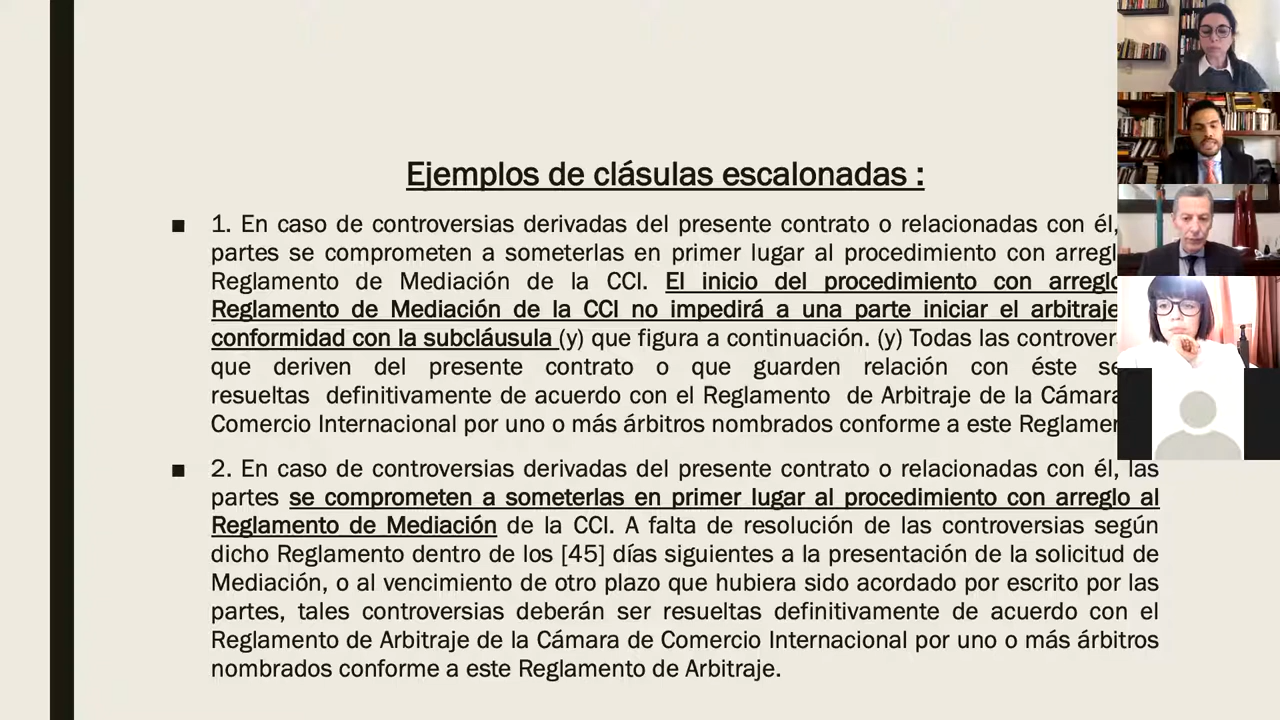 Ejemplos de clásulas escalonadas :
■ 1. En caso de controversias derivadas del presente contrato o relacionadas con él,
partes se comprometen a someterlas en primer lugar al procedimiento con
Reglamento de Mediación de la CCI. El inicio del procedimiento con
Reglamento de Mediación de la CCI no impedirá a una parte iniciar el arbitraje
conformidad con la subcláusula (y) que figura a continuación. (y) Todas las
que deriven del presente contrato o que guarden relación con éste
resueltas definitivamente de acuerdo con el Reglamento de Arbitraje de la Cámara
Comercio Internacional por uno o más árbitros nombrados conforme a este
■ 2. En caso de controversias derivadas del presente contrato o relacionadas con él, las
partes se comprometen a someterlas en primer lugar al procedimiento con arreglo al
Reglamento de Mediación de la CCI. A falta de resolución de las controversias según
dicho Reglamento dentro de los [45] días siguientes a la presentación de la solicitud de
Mediación, o al vencimiento de otro plazo que hubiera sido acordado por escrito por las
partes, tales controversias deberán ser resueltas definitivamente de acuerdo con el
Reglamento de Arbitraje de la Cámara de Comercio Internacional por uno o más árbitros
nombrados conforme a este Reglamento de Arbitraje.